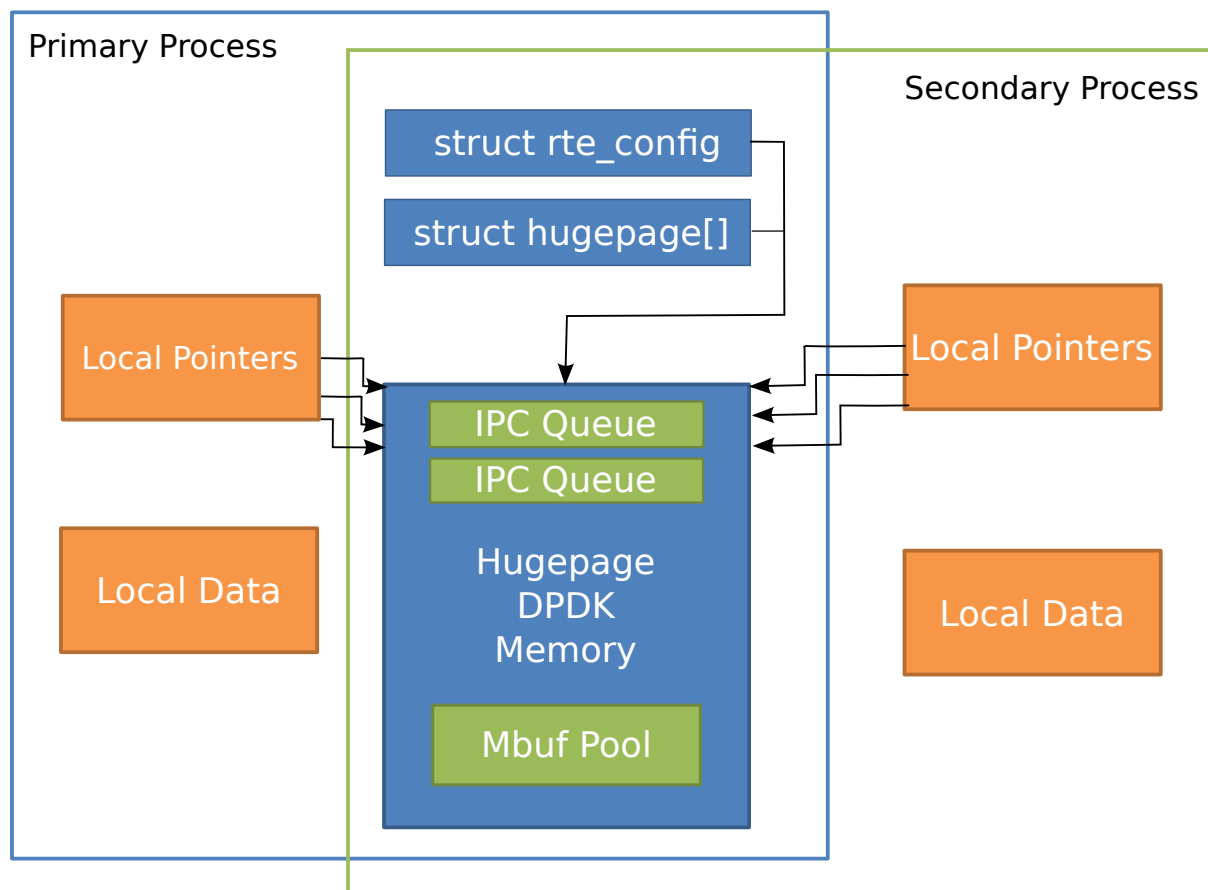 Primary Process
Secondary Process
struct rte_config
struct hugepage[]
Local Pointers
Local Pointers
IPC Queue
IPC Queue
Hugepage
DPDK
Memory
Local Data
Local Data
Mbuf Pool